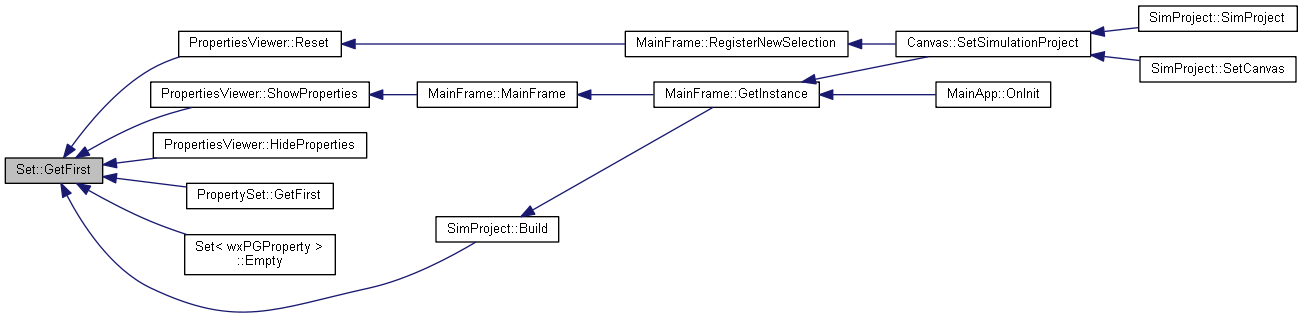 SimProject::SimProject
PropertiesViewer::Reset
MainFrame::RegisterNewSelection
Canvas::SetSimulationProject
SimProject::SetCanvas
PropertiesViewer::ShowProperties
MainFrame::MainFrame
MainFrame::GetInstance
MainApp::OnInit
PropertiesViewer::HideProperties
Set::GetFirst
PropertySet::GetFirst
SimProject::Build
Set< wxPGProperty >
::Empty